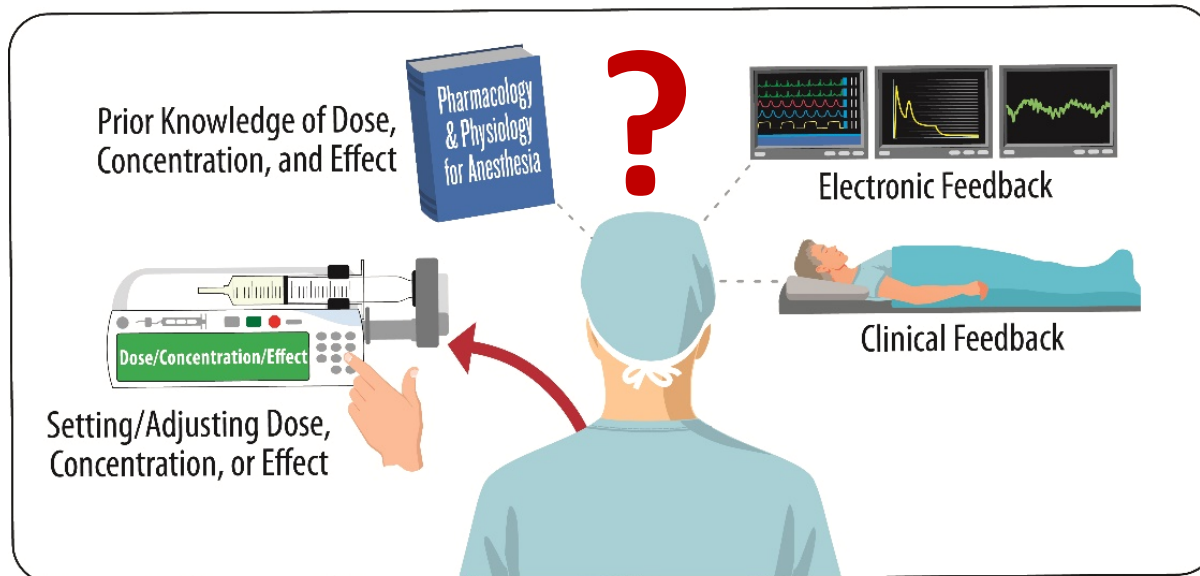 Prior Knowledge of Dose,
Concentration, and Effect
Pharmacology
& Physiology
for Anesthesia
?
Electronic Feedback
Clinical Feedback
Dose/Concentration/Effect
Setting/Adjusting Dose,
Concentration, or Effect